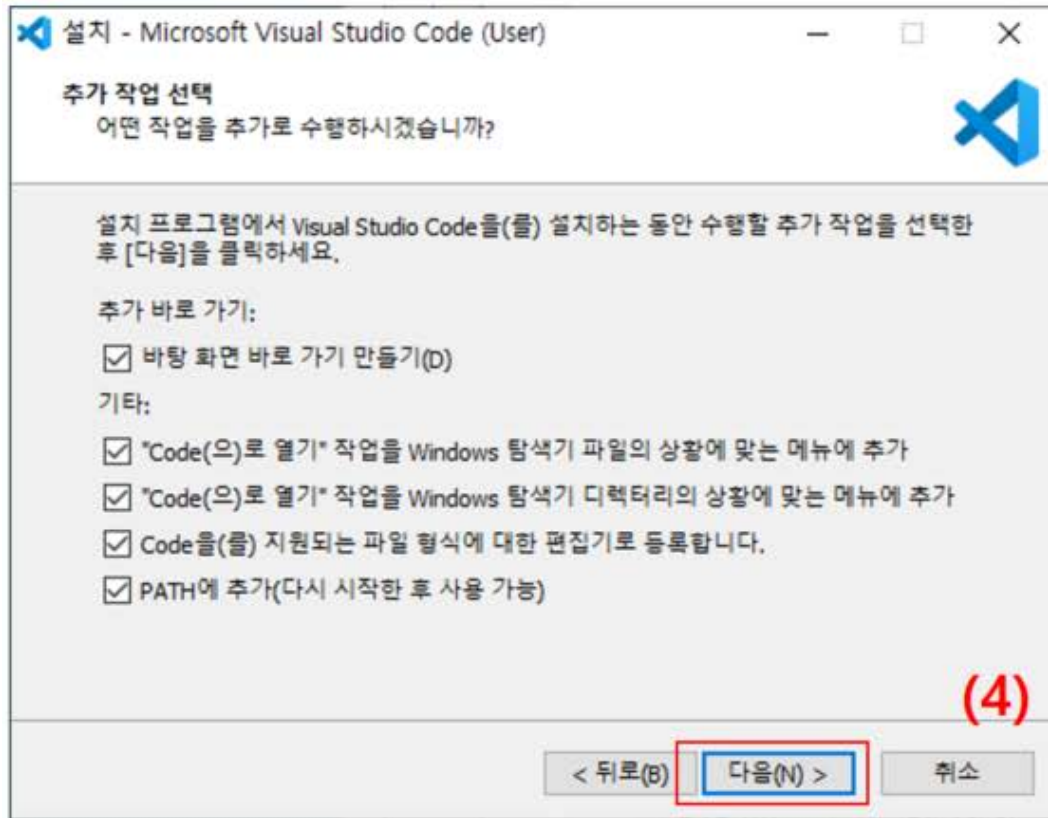 설치 - Microsoft Visual Studio Code (User)
추가 작업 선택
어떤 작업을 추가로 수행하시겠습니까?
설치 프로그램에서 Visual Studio Code을(를) 설치하는 동안 수행할 추가 작업을 선택한
후 [다음]을 클릭하세요.
추가 바로 가기:
바탕 화면 바로 가기 만들기(D)
기타:
"Code(으)로 열기" 작업을 Windows 탐색기 파일의 상황에 맞는 메뉴에 추가
"Code(으)로 열기" 작업을 Windows 탐색기 디렉터리의 상황에 맞는 메뉴에 추가
Code을(를) 지원되는 파일 형식에 대한 편집기로 등록합니다.
PATH에 추가(다시 시작한 후 사용 가능)
(4)
< 뒤로(B) 다음(N) > 취소